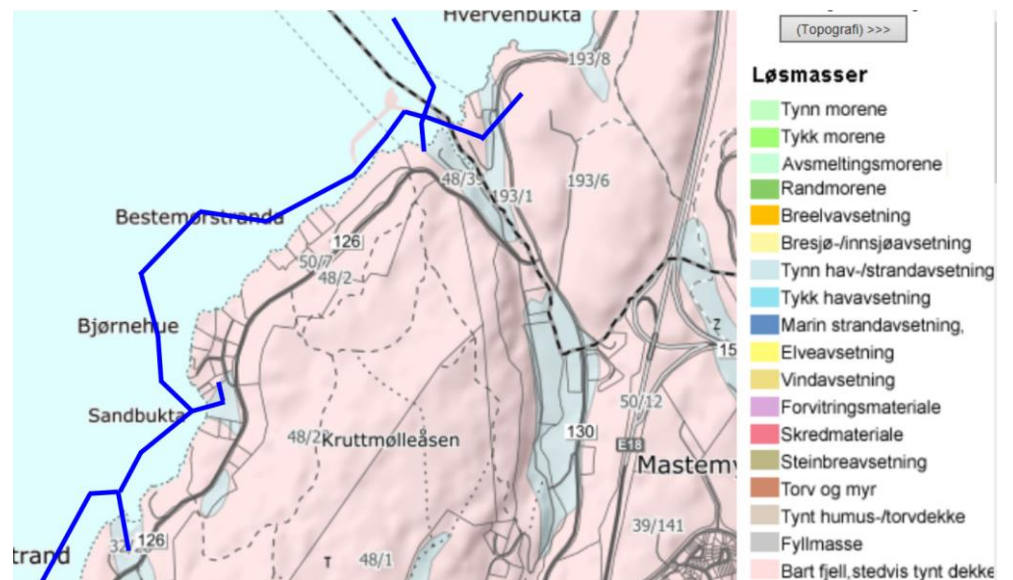 Hvervenbukta
193/8
48/39
193/1
193/6
Bestemorstranda
126
50/7
48/2
Bjørnehue
Z
15
Sandbukta
50/12
48/2
Kruttmølleåsen
130
E18
Mastemy
39/141
trand
126
T
48/1
(Topografi) >>>
Løsmasser
Tynn morene
Tykk morene
Avsmeltingsmorene
Randmorene
Breelvavsetning
Bresjø-/innsjøavsetning
Tynn hav-/strandavsetning
Tykk havavsetning
Marin strandavsetning,
Elveavsetning
Vindavsetning
Forvitringsmateriale
Skredmateriale
Steinbreavsetning
Torv og myr
Tynt humus-/torvdekke
Fyllmasse
Bart fjell,stedvis tynt dekke